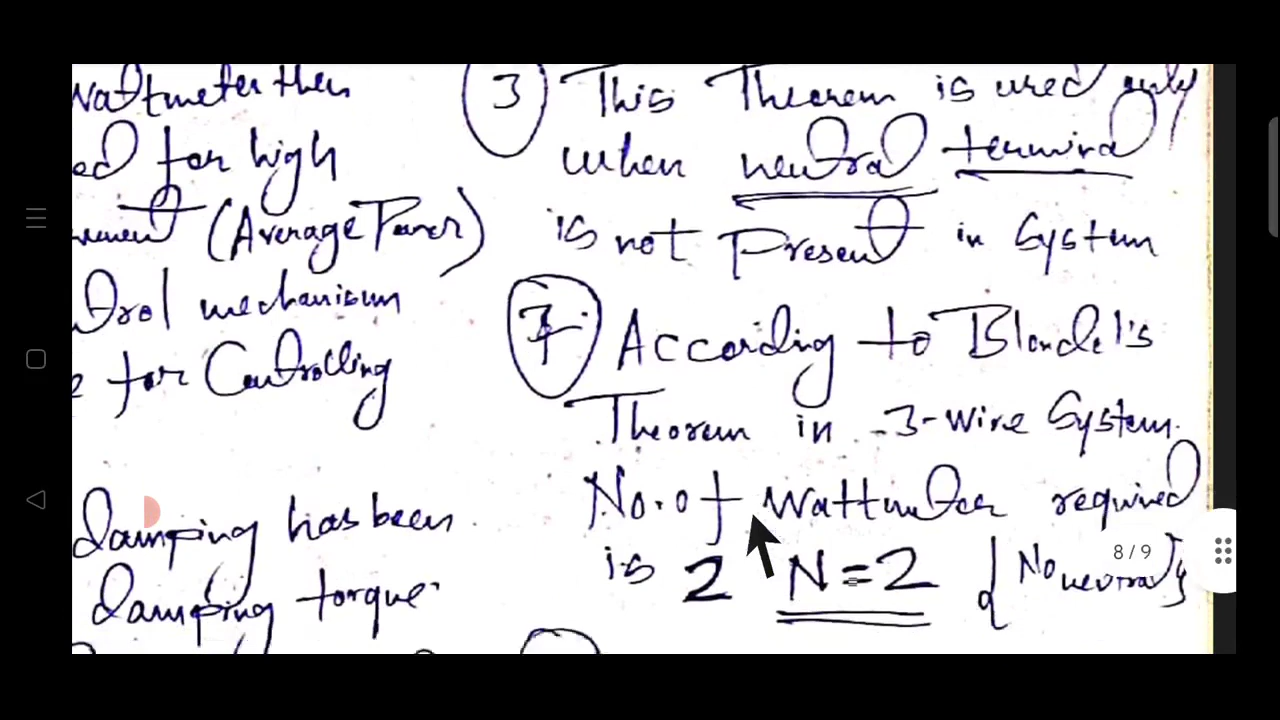 wattmeter then
ed for high
rement (Average Power)
trol mechanism
e for Controlling
damping has been
damping torque.
3 This Theorem is used only
when neutral terminal
is not Present in System
According to Blondel's
Theorem in 3-wire System.
No. of Wattmeter required
is 2 N=2 {No neutral}
8/9